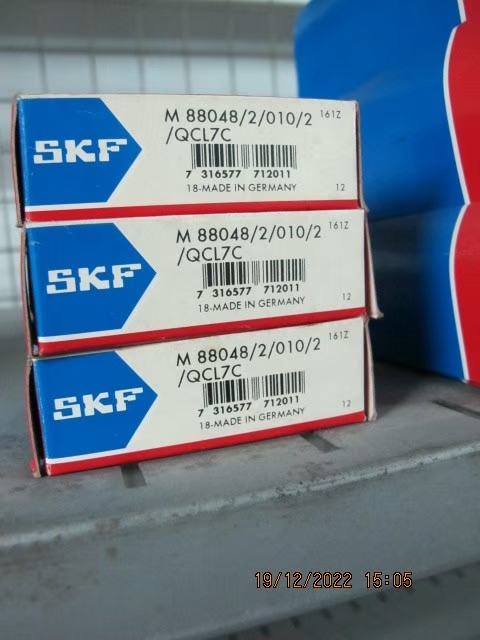 SKF
M 88048/2/010/2 161Z
/QCL7C
7 316577 712011
18-MADE IN GERMANY 12
SKF
M 88048/2/010/2 161Z
/QCL7C
7 316577 712011
18-MADE IN GERMANY 12
SKF
M 88048/2/010/2 161Z
/QCL7C
7 316577 712011
18-MADE IN GERMANY 12
19/12/2022 15:05